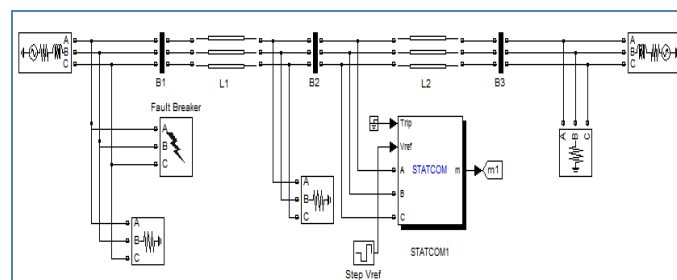 A
B
C
B1
L1
B2
L2
B3
A
B
C
Fault Breaker
A
B
C
Trip
Vref
A
B
C
STATCOM
m
m1
A
B
C
A
B
C
A
B
C
Step Vref
STATCOM1